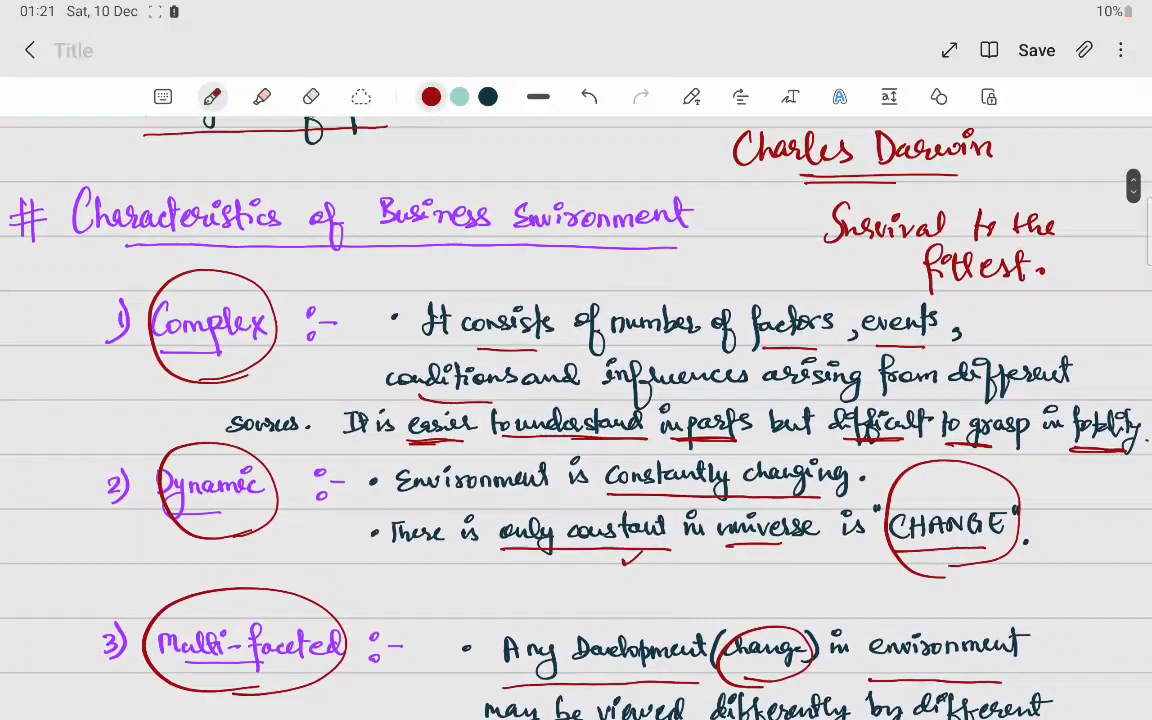 01:21 Sat, 10 Dec 10%
Title Save
Charles Darwin
# Characteristics of Business Environment
Survival to the
fittest.
1) Complex :- • It consists of number of factors, events,
conditions and influences arising from different
sources. It is easier to understand in parts but difficult to grasp in totality.
2) Dynamic :- • Environment is constantly changing.
• There is only constant in universe is "CHANGE".
3) Multi-faceted :- • Any Development (change) in environment
may be viewed differently by different